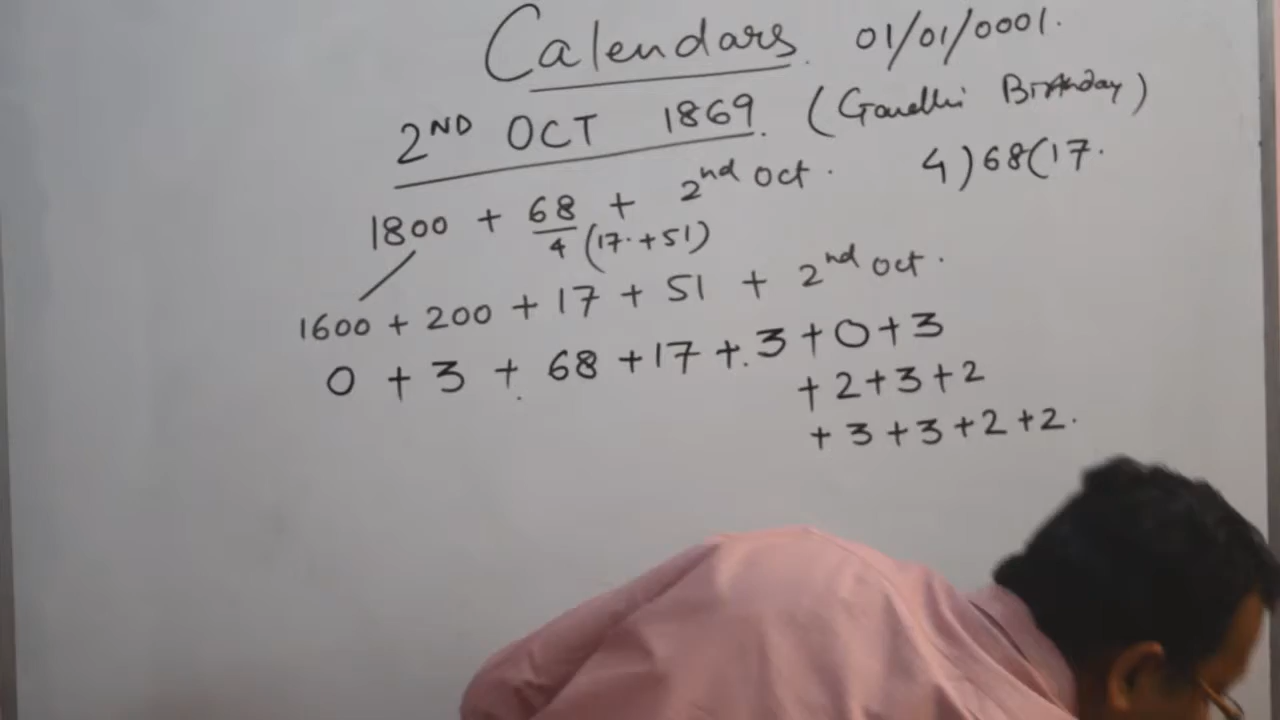 Calendars. 01/01/0001.
2ND OCT 1869. (Gandhi Birthday)
1800 + 68/4 (17. + 51) + 2nd Oct. 4)68(17.
1600 + 200 + 17 + 51 + 2nd oct.
0 + 3 + 68 + 17 + 3 + 0 + 3
+ 2 + 3 + 2
+ 3 + 3 + 2 + 2.